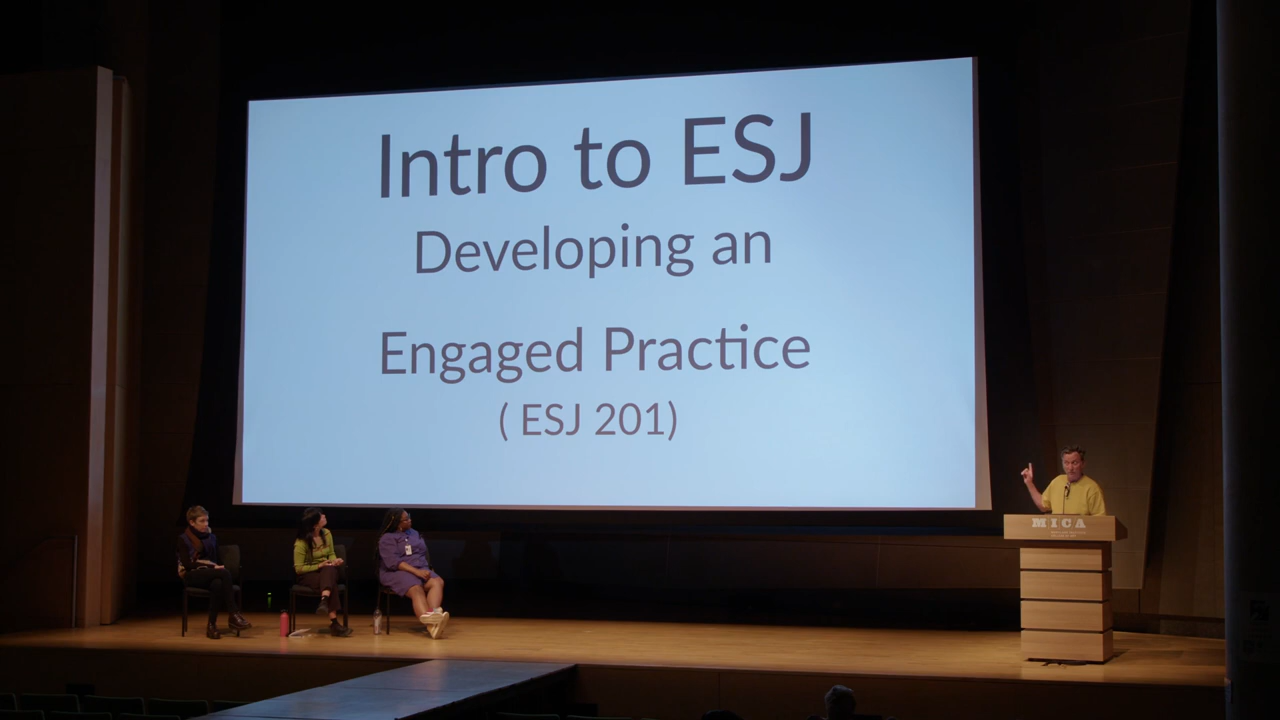 Intro to ESJ
Developing an
Engaged Practice
( ESJ 201)
MICA